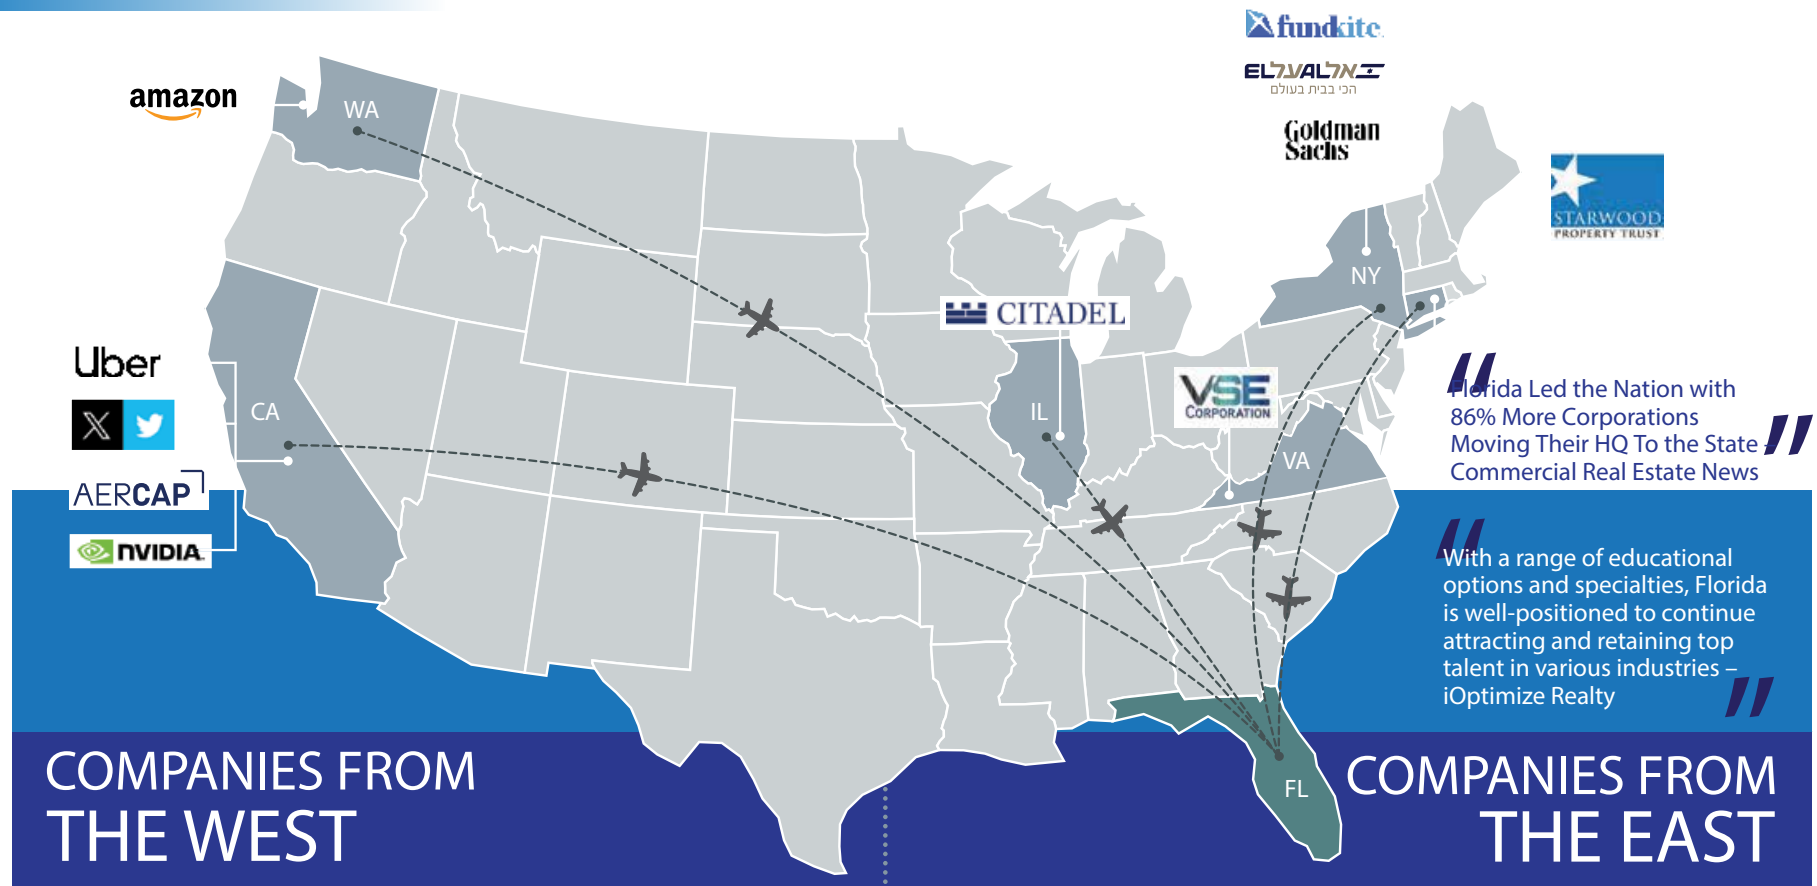 fundkite
ELאלALעל
הכי בבית בעולם
Goldman
Sachs
amazon
WA
STARWOOD
PROPERTY TRUST
NY
CITADEL
Uber
X
AERCAP
NVIDIA
CA
IL
VSE
CORPORATION
VA
"
Florida Led the Nation with
86% More Corporations
Moving Their HQ To the State -
Commercial Real Estate News
"
"
With a range of educational
options and specialties, Florida
is well-positioned to continue
attracting and retaining top
talent in various industries –
iOptimize Realty
"
FL
COMPANIES FROM
THE WEST
COMPANIES FROM
THE EAST